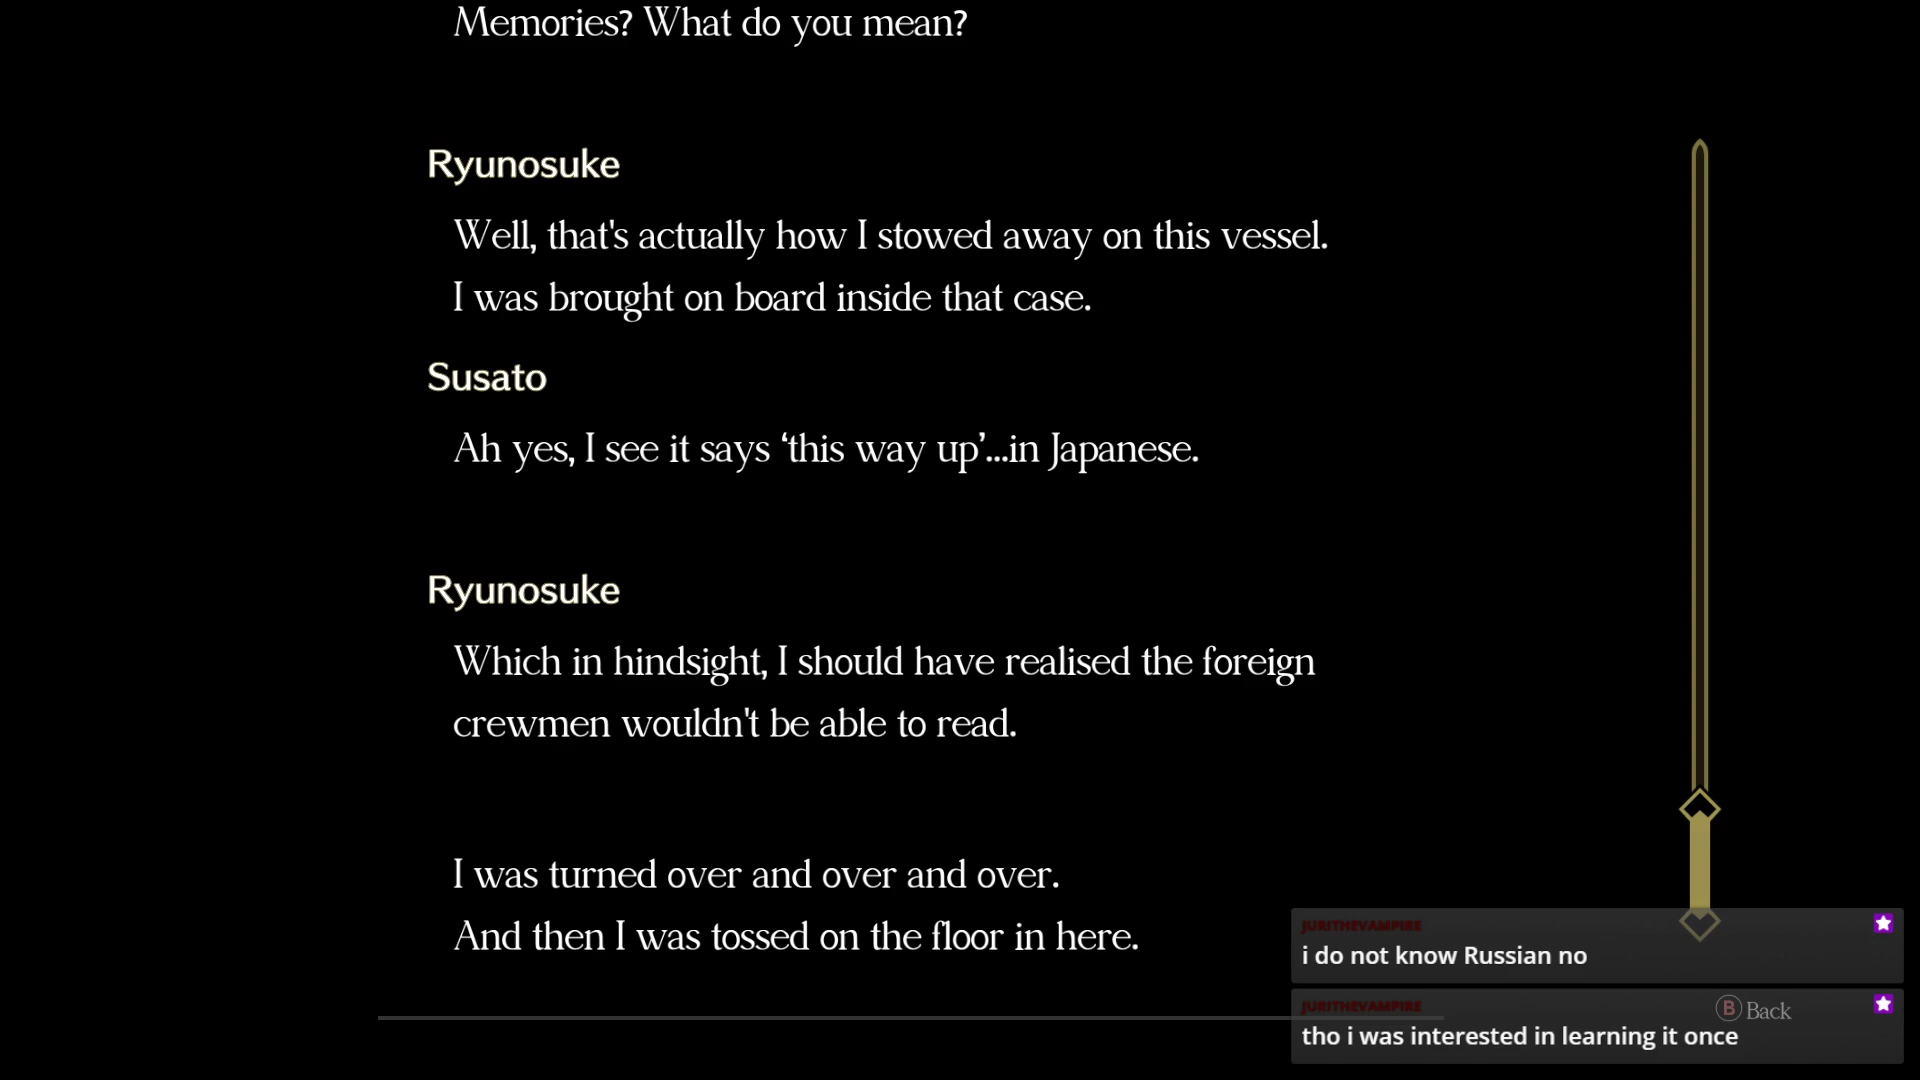 Memories? What do you mean?
Ryunosuke
Well, that's actually how I stowed away on this vessel.
I was brought on board inside that case.
Susato
Ah yes, I see it says ‘this way up’...in Japanese.
Ryunosuke
Which in hindsight, I should have realised the foreign
crewmen wouldn't be able to read.
I was turned over and over and over.
And then I was tossed on the floor in here.
JURITHEVAMPIRE
i do not know Russian no
JURITHEVAMPIRE
B Back
tho i was interested in learning it once